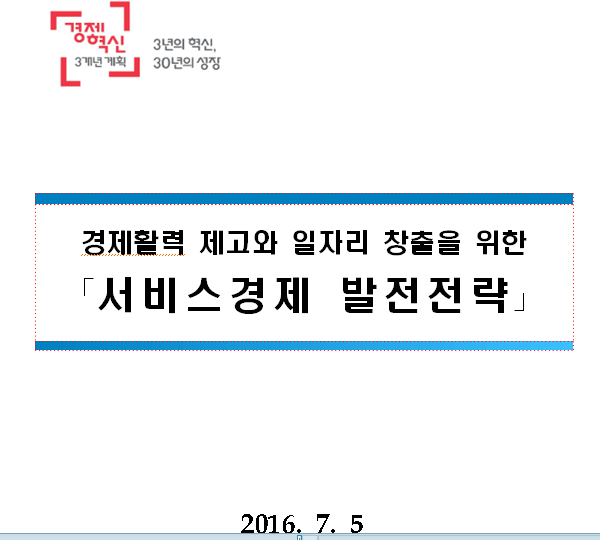 경제
혁신
3개년 계획
3년의 혁신,
30년의 성장
경제활력 제고와 일자리 창출을 위한
「서비스경제 발전전략」
2016. 7. 5